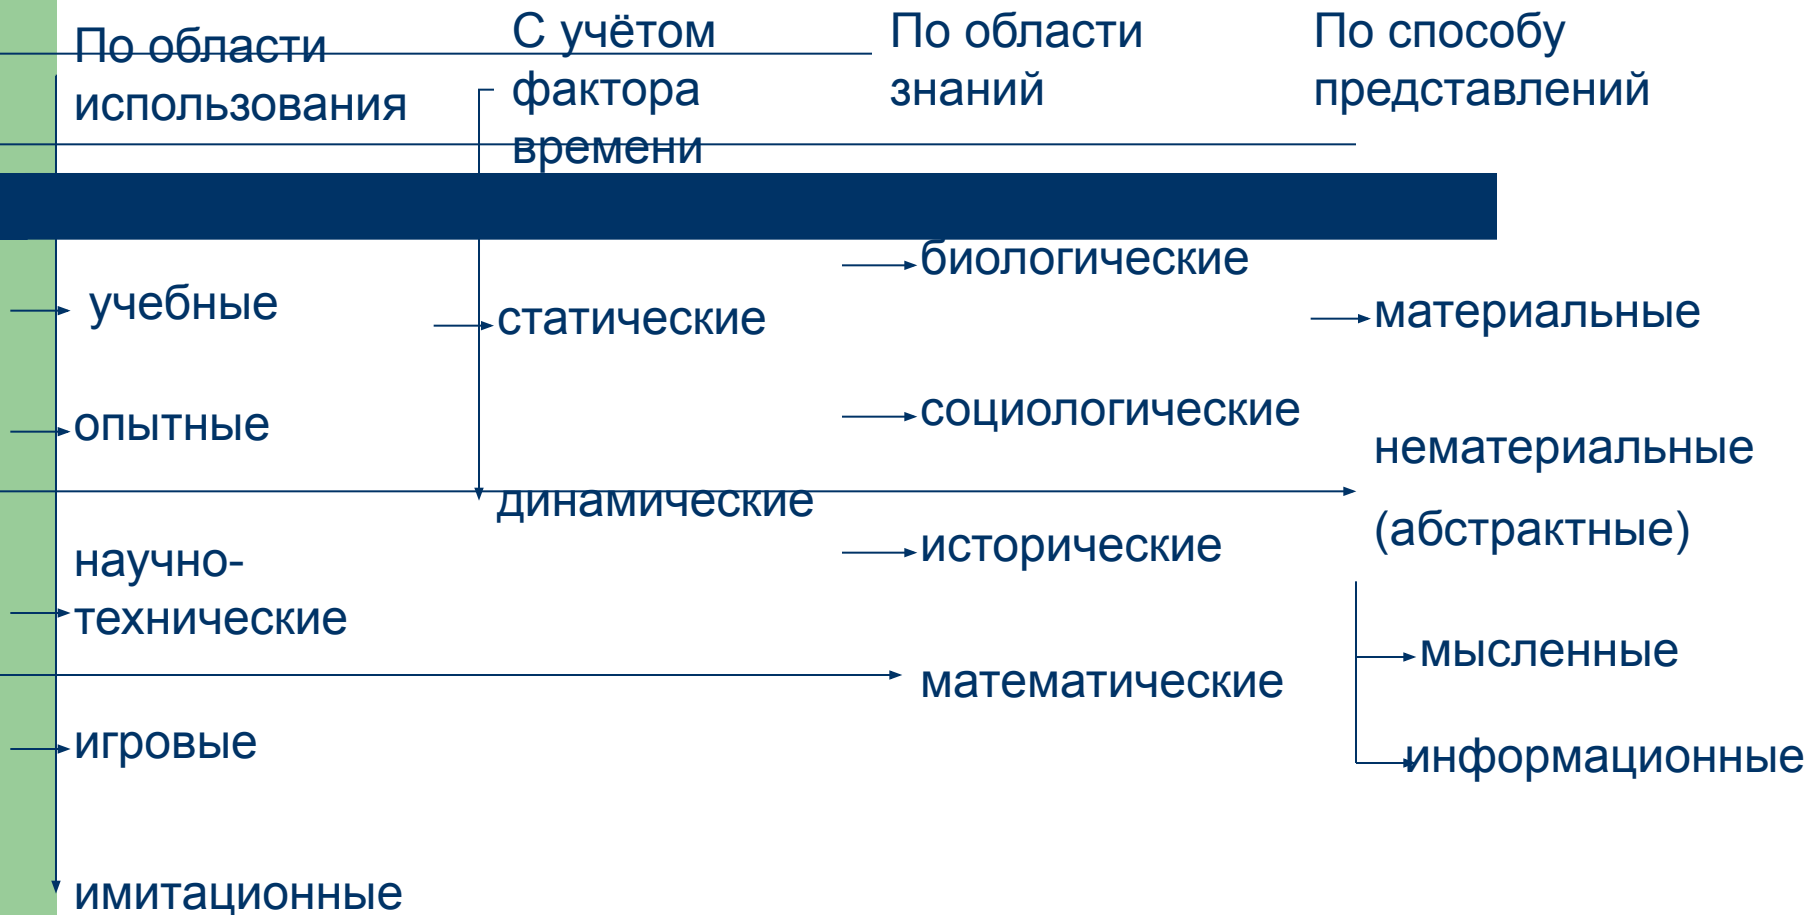 По области
использования
С учётом
фактора
времени
По области
знаний
По способу
представлений
учебные
опытные
научно-
технические
игровые
имитационные
статические
динамические
биологические
социологические
исторические
математические
материальные
нематериальные
(абстрактные)
мысленные
информационные